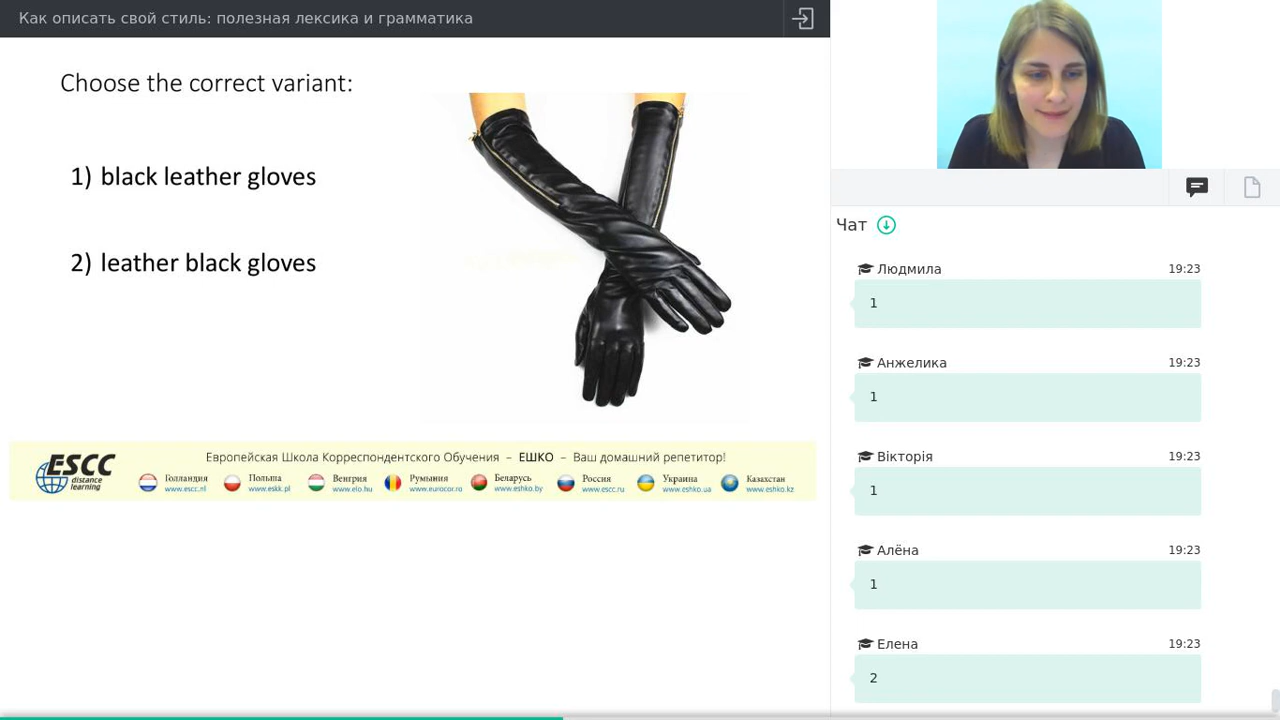 Как описать свой стиль: полезная лексика и грамматика
Choose the correct variant:
1) black leather gloves
2) leather black gloves
ESCC
distance
learning
Европейская Школа Корреспондентского Обучения – ЕШКО – Ваш домашний репетитор!
Голландия
www.escc.nl
Польша
www.eskk.pl
Венгрия
www.eio.hu
Румыния
www.eurocor.ro
Беларусь
www.eshko.by
Россия
www.escc.ru
Украина
www.eshko.ua
Казахстан
www.eshko.kz
Чат
Людмила 19:23
1
Анжелика 19:23
1
Вікторія 19:23
1
Алёна 19:23
1
Елена 19:23
2